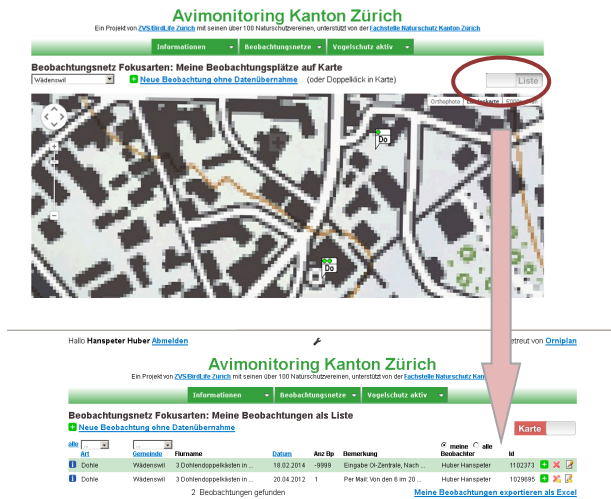 Avimonitoring Kanton Zürich
Ein Projekt von ZVS/BirdLife Zürich mit seinen über 100 Naturschutzvereinen, unterstützt von der Fachstelle Naturschutz Kanton Zürich
Informationen Beobachtungsnetze Vogelschutz aktiv
Beobachtungsnetz Fokusarten: Meine Beobachtungsplätze auf Karte
Wädenswil Neue Beobachtung ohne Datenübernahme (oder Doppelklick in Karte) Liste
Orthophoto
Do
Do
Hallo Hanspeter Huber Abmelden etreut von Orniplan
Avimonitoring Kanton Zürich
Ein Projekt von ZVS/BirdLife Zürich mit seinen über 100 Naturschutzvereinen, unterstützt von der Fachstelle Naturschutz Kan
Informationen Beobachtungsnetze Vogelschutz aktiv
Beobachtungsnetz Fokusarten: Meine Beobachtungen als Liste
Neue Beobachtung ohne Datenübernahme Karte
alle ... ... meine alle
Art Gemeinde Flurname Datum Anz Bp Bemerkung Beobachter Id
Dohle Wädenswil 3 Dohlendoppelkästen in ... 18.02.2014 -9999 Eingabe OI-Zentrale, Nach ... Huber Hanspeter 1102373
Dohle Wädenswil 3 Dohlendoppelkästen in ... 20.04.2012 1 Per Mail: Von den 6 im 20 ... Huber Hanspeter 1029695
2 Beobachtungen gefunden Meine Beobachtungen exportieren als Excel